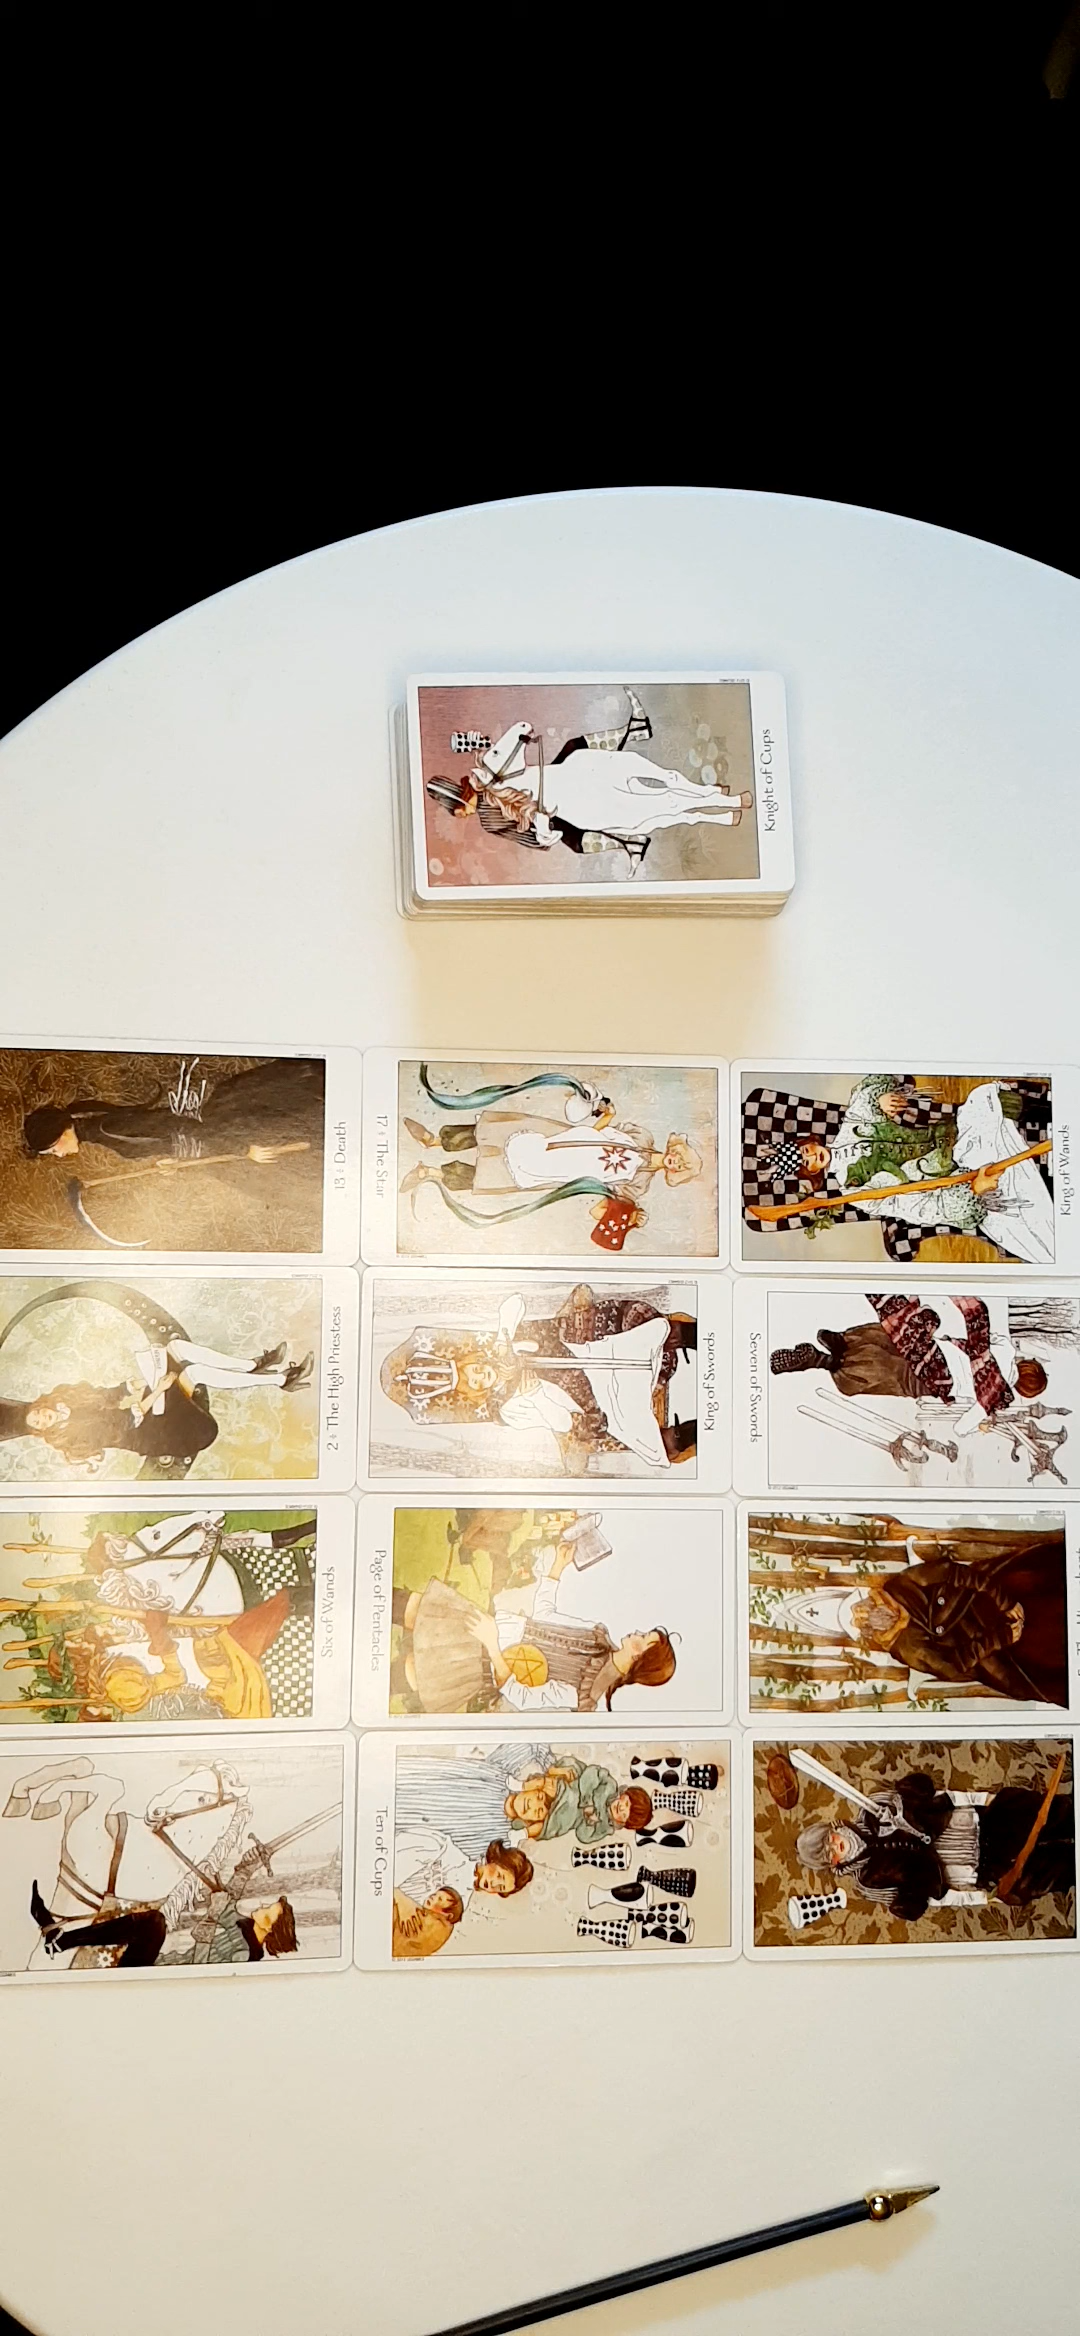 Knight of Cups
13 ÷ Death
17 ÷ The Star
King of Wands
2 ÷ The High Priestess
King of Swords
Seven of Swords
Six of Wands
Page of Pentacles
Ten of Cups